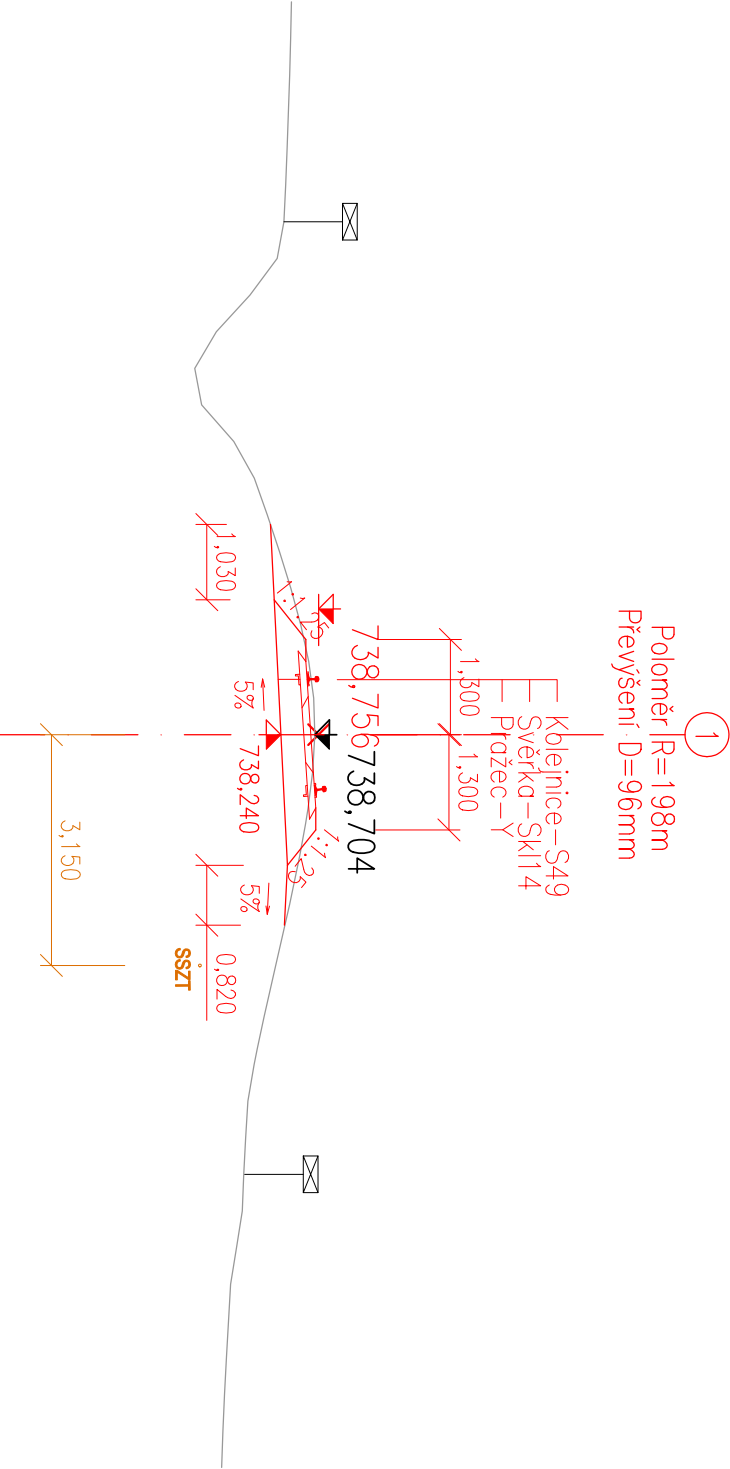 1
Poloměr R=198m
Převýšení D=96mm
Kolejnice-S49
Svěrka-Skl14
Pražec-Y
1,300
1,300
738,756
738,704
1:1.25
1:1.25
1,030
5%
738,240
5%
0,820
SSZT
3,150